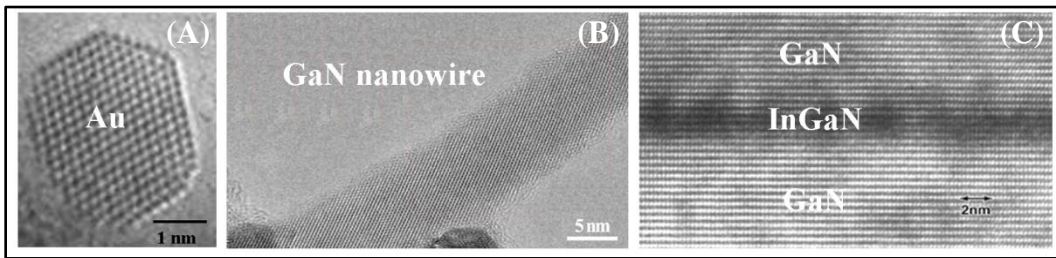 (A)
Au
1 nm
(B)
GaN nanowire
5 nm
(C)
GaN
InGaN
GaN
2nm